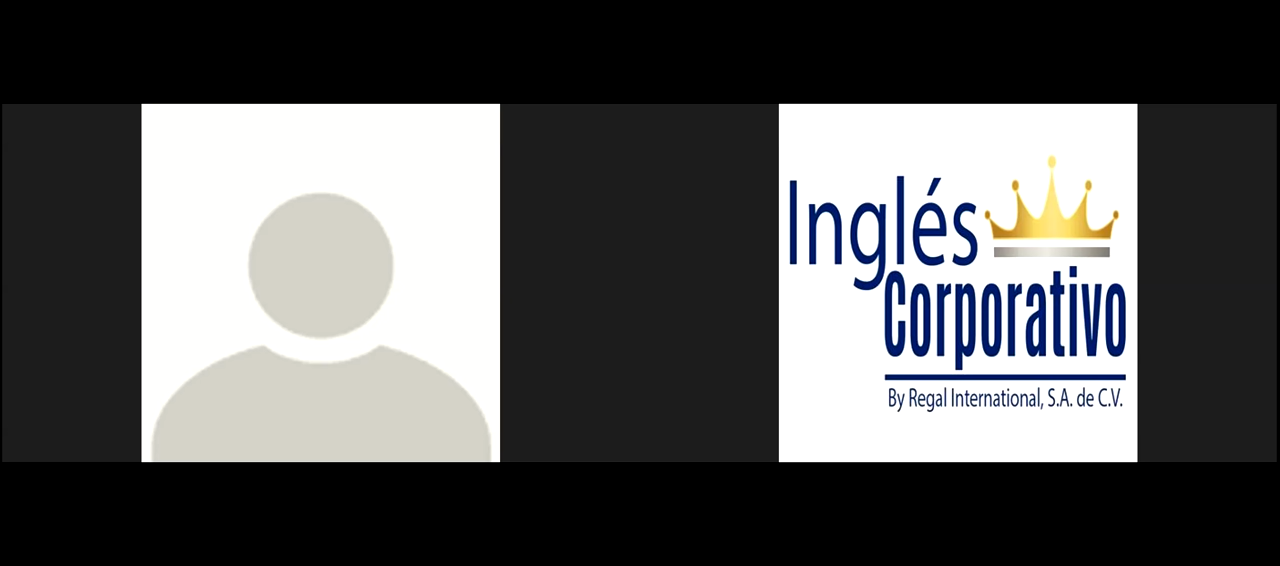 Inglés
Corporativo
By Regal International, S.A. de C.V.